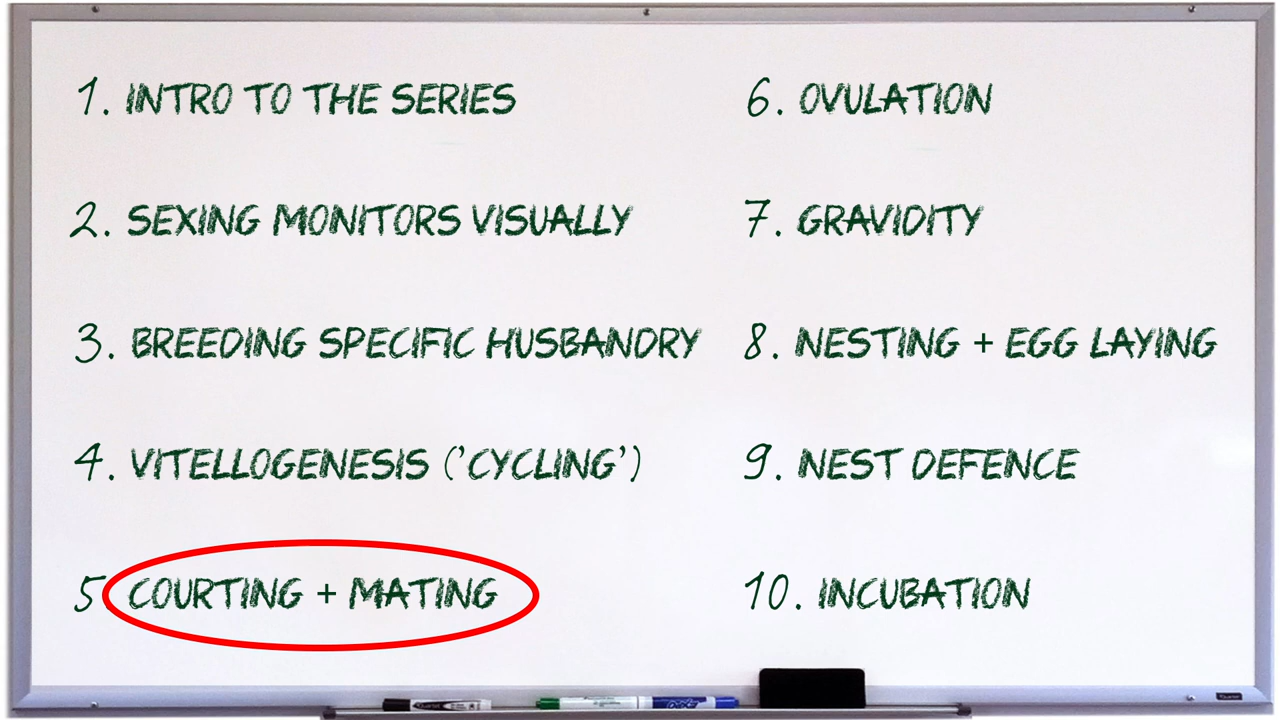 1. INTRO TO THE SERIES
2. SEXING MONITORS VISUALLY
3. BREEDING SPECIFIC HUSBANDRY
4. VITELLOGENESIS ('CYCLING')
5. COURTING + MATING
6. OVULATION
7. GRAVIDITY
8. NESTING + EGG LAYING
9. NEST DEFENCE
10. INCUBATION